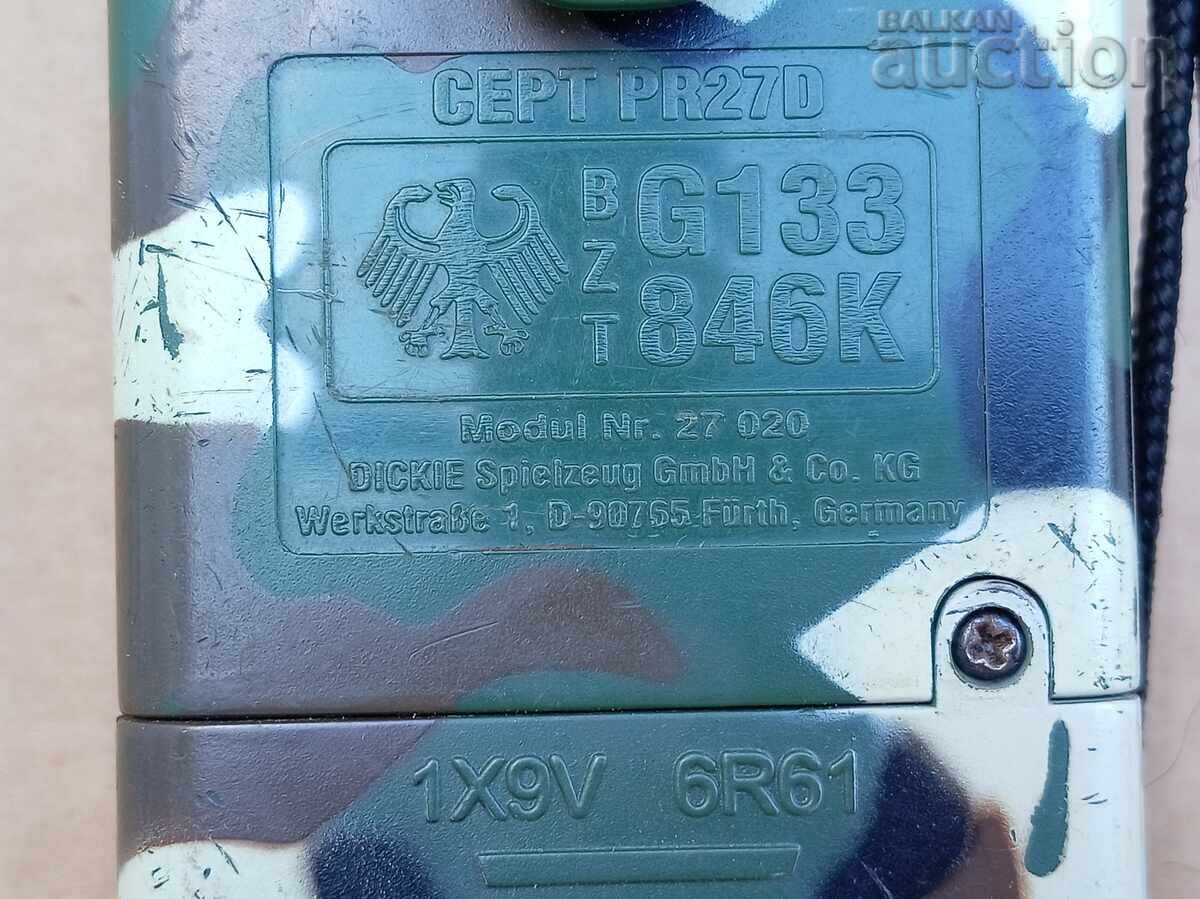 BALKAN
auction
CEPT PR27D
BZT
G133
846K
Modul Nr. 27 020
DICKIE Spielzeug GmbH & Co. KG
Werkstraße 1, D-90765 Fürth, Germany
1X9V 6R61